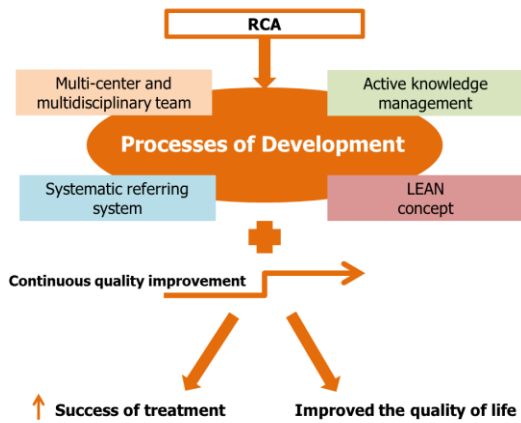 RCA
Multi-center and
multidisciplinary team
Active knowledge
management
Processes of Development
Systematic referring
system
LEAN
concept
Continuous quality improvement
Success of treatment
Improved the quality of life